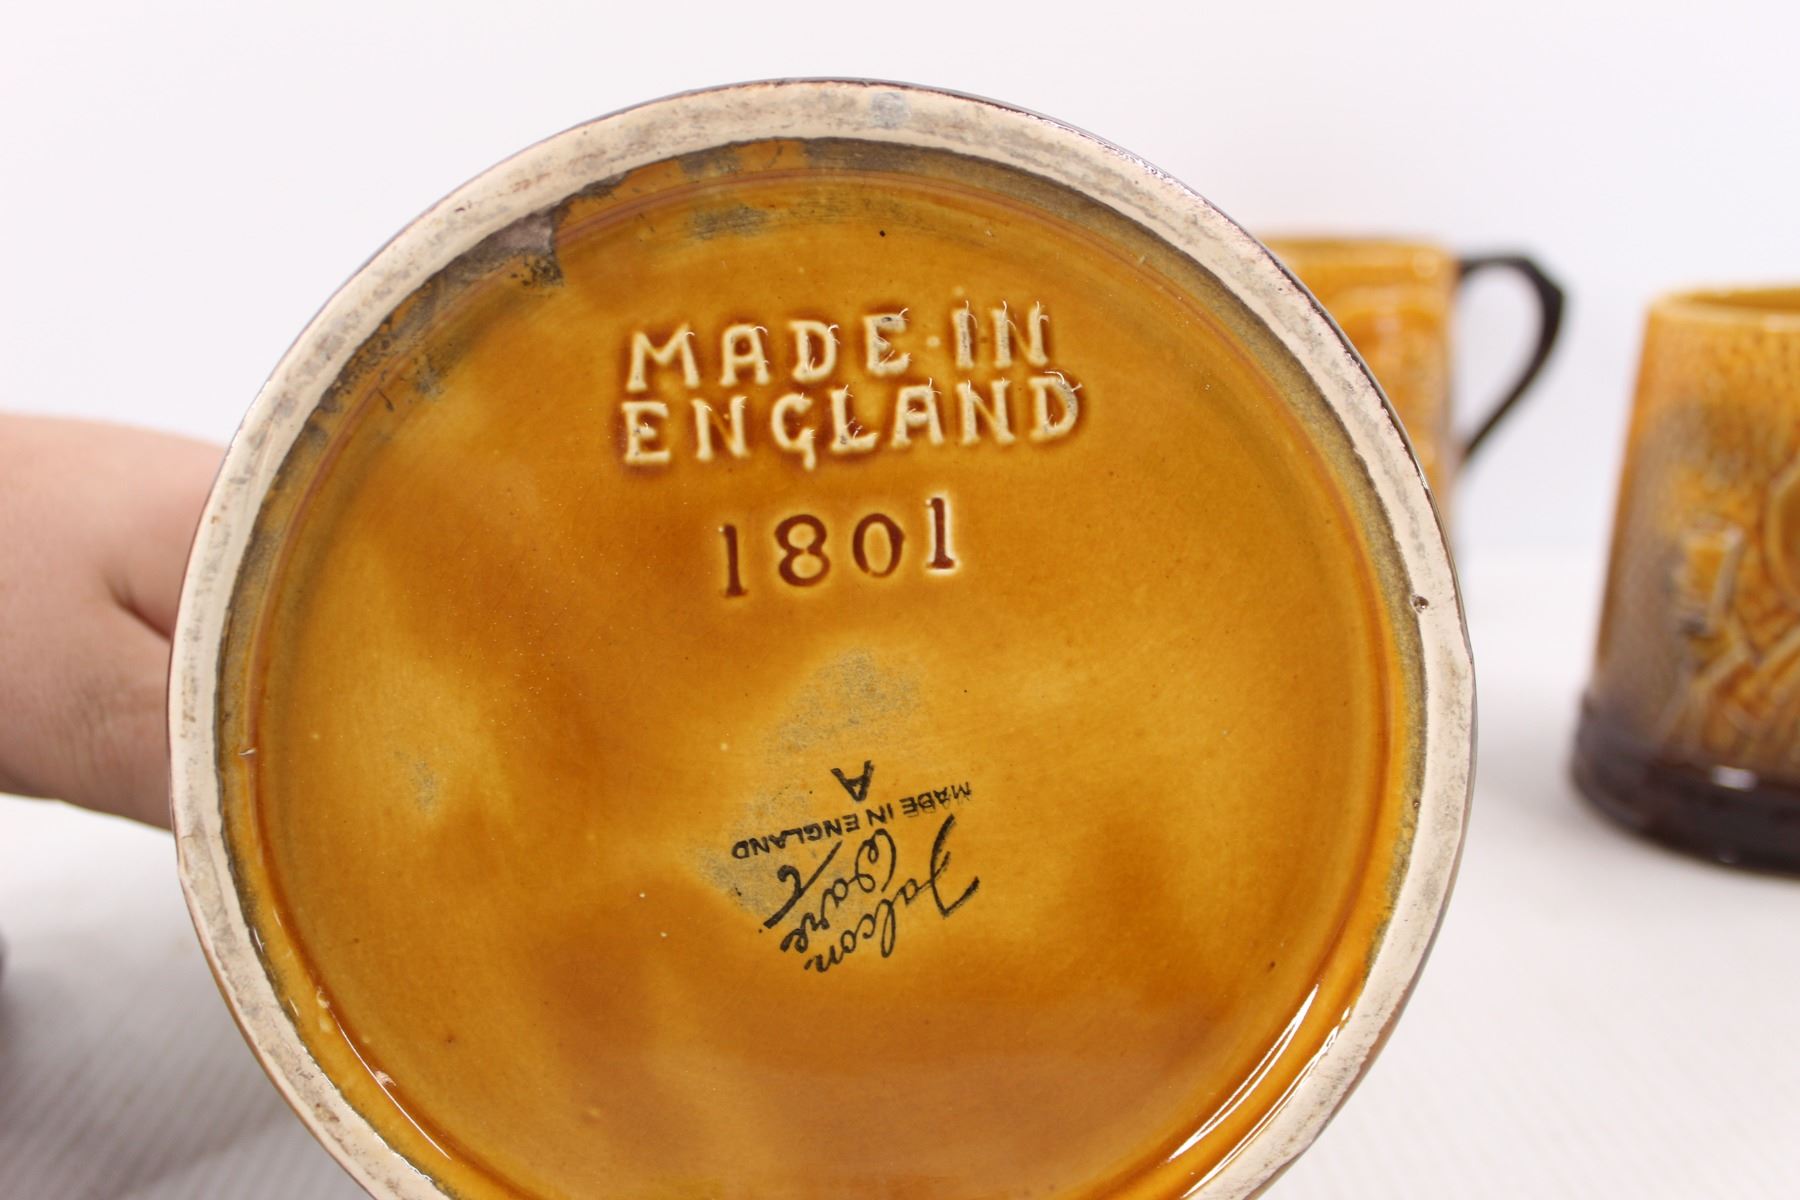 MADE·IN
ENGLAND
1801
Falcon
Ware
MADE IN ENGLAND
A